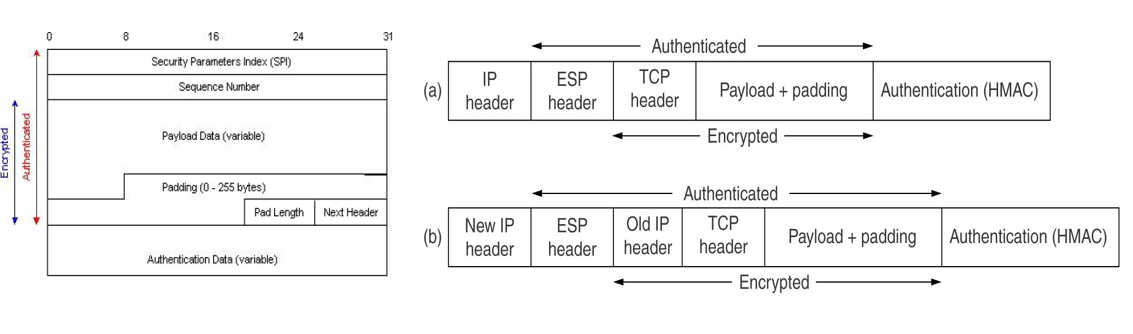 0 8 16 24 31
Security Parameters Index (SPI)
Sequence Number
Payload Data (variable)
Padding (0 - 255 bytes)
Pad Length Next Header
Authentication Data (variable)
Encrypted
Authenticated
Authenticated
(a)
IP
header
ESP
header
TCP
header
Payload + padding
Authentication (HMAC)
Encrypted
Authenticated
(b)
New IP
header
ESP
header
Old IP
header
TCP
header
Payload + padding
Authentication (HMAC)
Encrypted